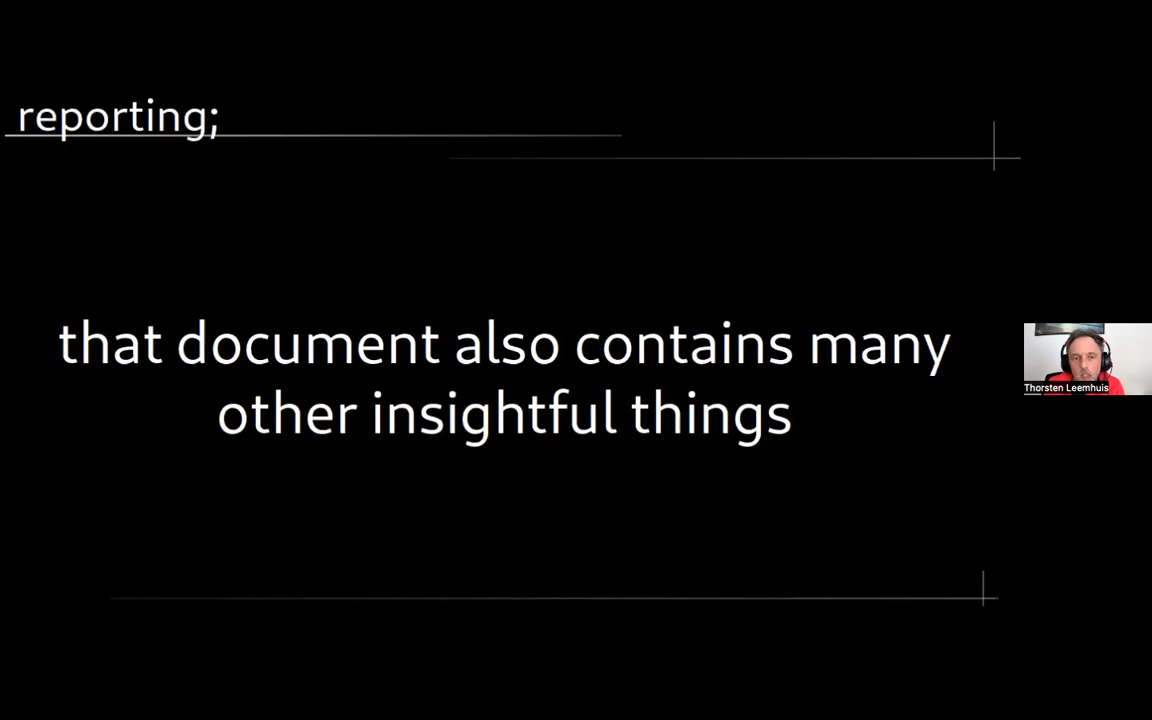 reporting;
that document also contains many
other insightful things
Thorsten Leemhuis